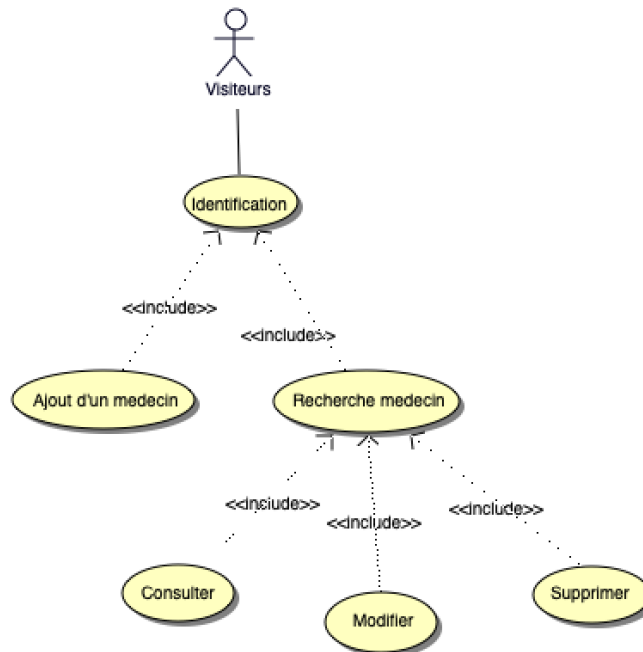 Visiteurs
Identification
<<include>>
<<include>>
Ajout d'un medecin
Recherche medecin
<<include>>
<<include>>
<<include>>
Consulter
Modifier
Supprimer